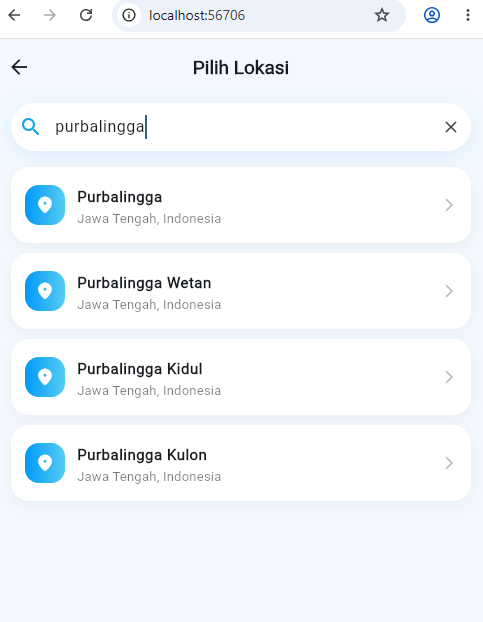 localhost:56706
Pilih Lokasi
purbalingga
Purbalingga
Jawa Tengah, Indonesia
Purbalingga Wetan
Jawa Tengah, Indonesia
Purbalingga Kidul
Jawa Tengah, Indonesia
Purbalingga Kulon
Jawa Tengah, Indonesia